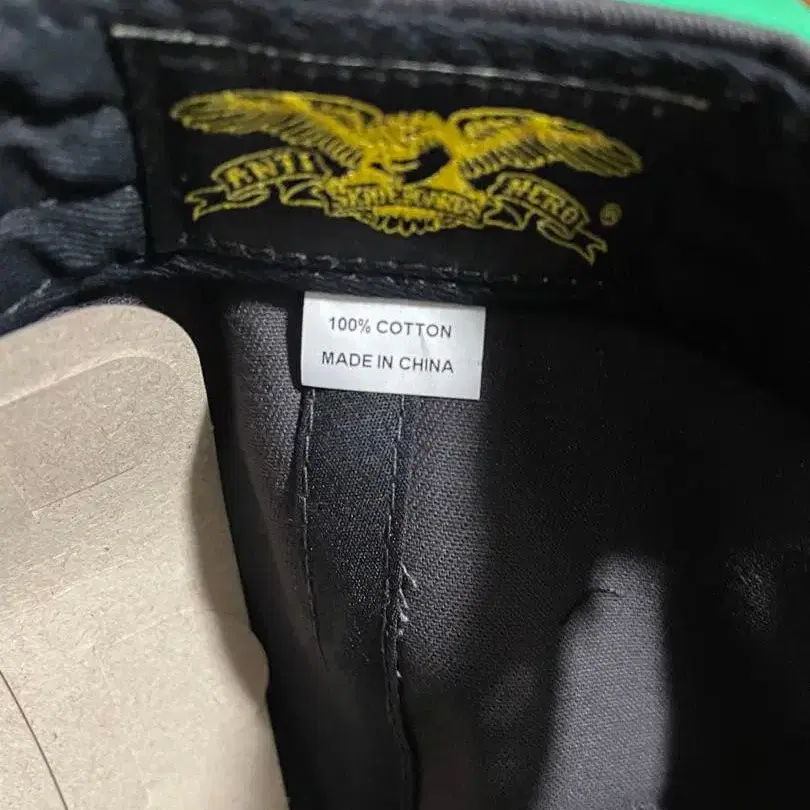 ANTI HERO
SKATEBOARDS
®
100% COTTON
MADE IN CHINA